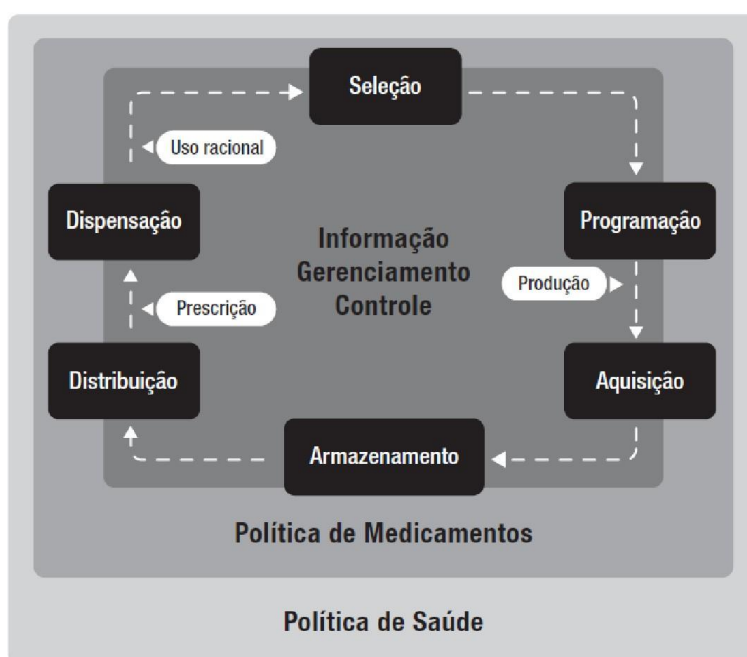 Seleção
Uso racional
Dispensação
Programação
Informação
Gerenciamento
Controle
Produção
Prescrição
Distribuição
Aquisição
Armazenamento
Política de Medicamentos
Política de Saúde